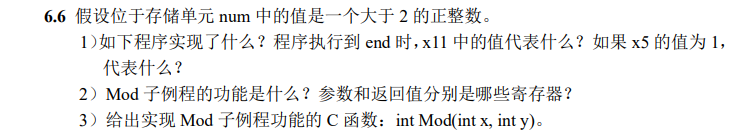 6.6 假设位于存储单元 num 中的值是一个大于 2 的正整数。
1）如下程序实现了什么？程序执行到 end 时，x11 中的值代表什么？如果 x5 的值为 1，
代表什么？
2）Mod 子例程的功能是什么？参数和返回值分别是哪些寄存器？
3）给出实现 Mod 子例程功能的 C 函数：int Mod(int x, int y)。